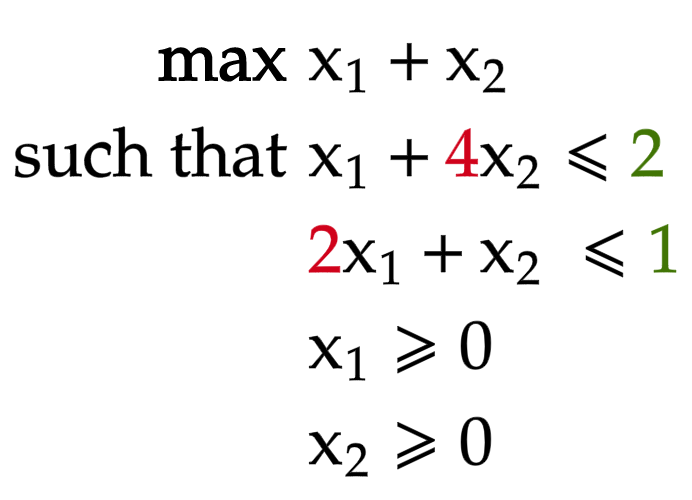 max x₁ + x₂
such that x₁ + 4x₂ ⩽ 2
2x₁ + x₂ ⩽ 1
x₁ ⩾ 0
x₂ ⩾ 0